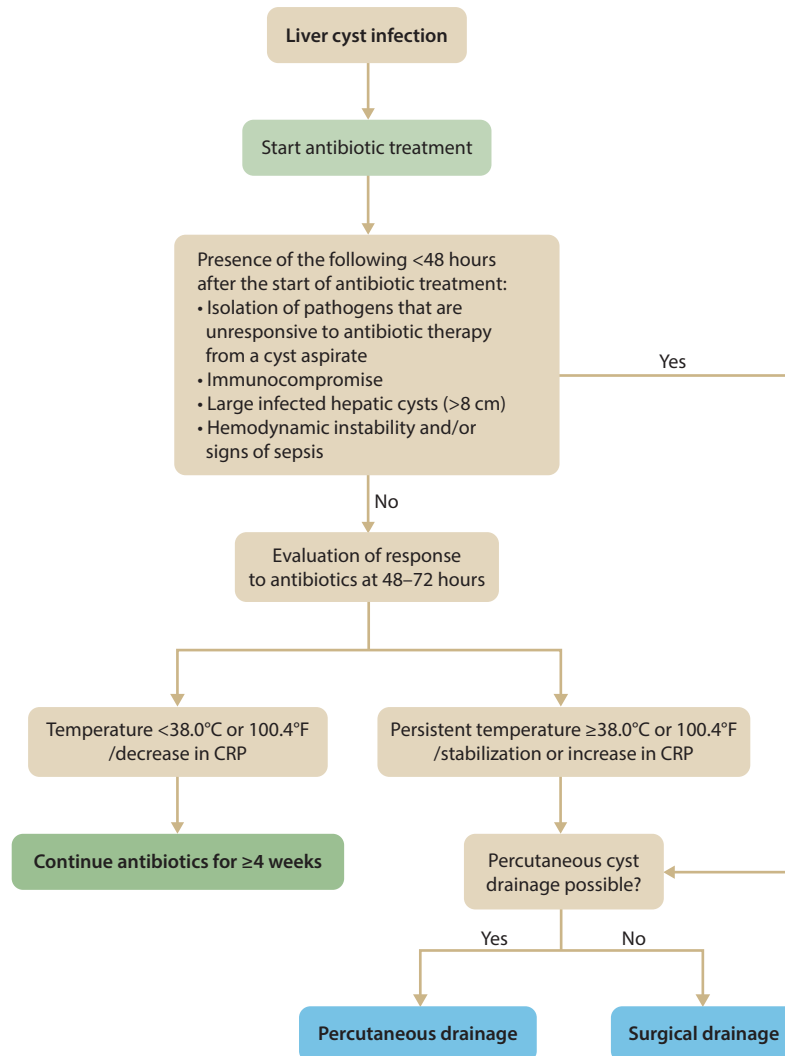 Liver cyst infection
Start antibiotic treatment
Presence of the following <48 hours
after the start of antibiotic treatment:
• Isolation of pathogens that are
unresponsive to antibiotic therapy
from a cyst aspirate
• Immunocompromise
• Large infected hepatic cysts (>8 cm)
• Hemodynamic instability and/or
signs of sepsis
Yes
No
Evaluation of response
to antibiotics at 48–72 hours
Temperature <38.0°C or 100.4°F
/decrease in CRP
Persistent temperature ≥38.0°C or 100.4°F
/stabilization or increase in CRP
Continue antibiotics for ≥4 weeks
Percutaneous cyst
drainage possible?
Yes
No
Percutaneous drainage
Surgical drainage